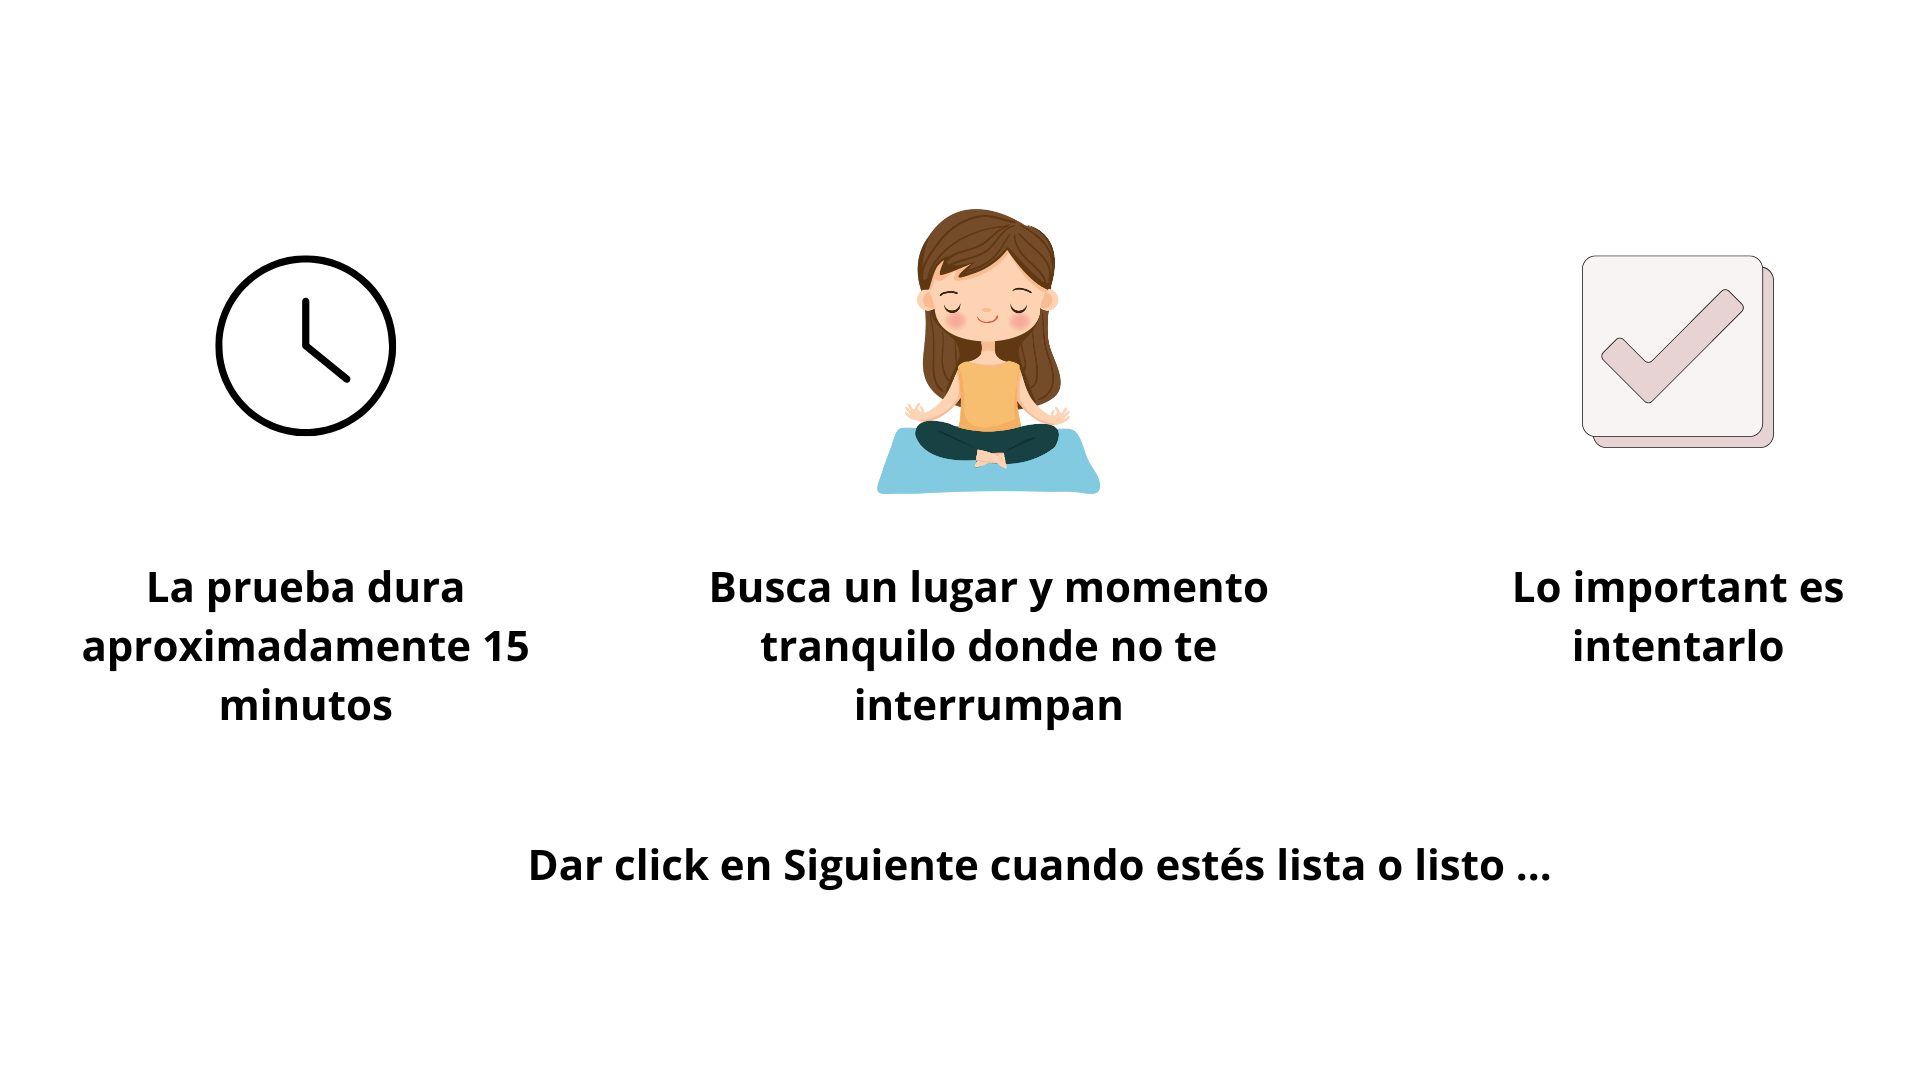 La prueba dura
aproximadamente 15
minutos
Busca un lugar y momento
tranquilo donde no te
interrumpan
Lo important es
intentarlo
Dar click en Siguiente cuando estés lista o listo ...